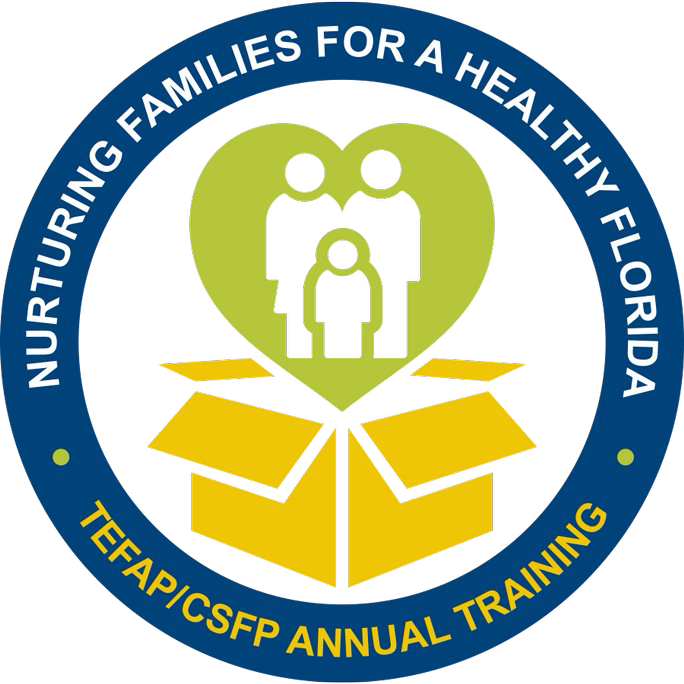 NURTURING FAMILIES FOR A HEALTHY FLORIDA
TEFAP/CSFP ANNUAL TRAINING